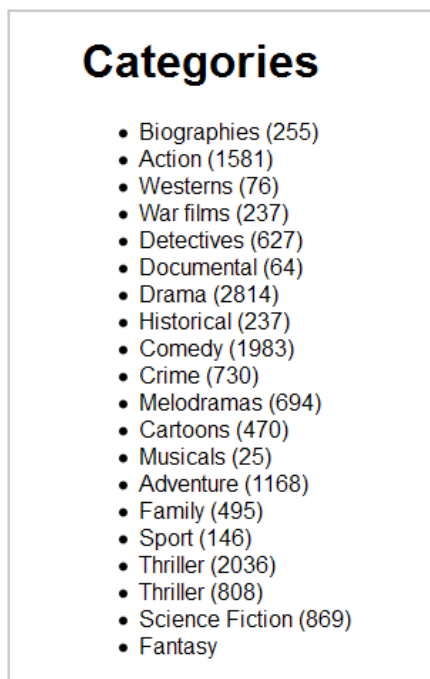 Categories
• Biographies (255)
• Action (1581)
• Westerns (76)
• War films (237)
• Detectives (627)
• Documental (64)
• Drama (2814)
• Historical (237)
• Comedy (1983)
• Crime (730)
• Melodramas (694)
• Cartoons (470)
• Musicals (25)
• Adventure (1168)
• Family (495)
• Sport (146)
• Thriller (2036)
• Thriller (808)
• Science Fiction (869)
• Fantasy